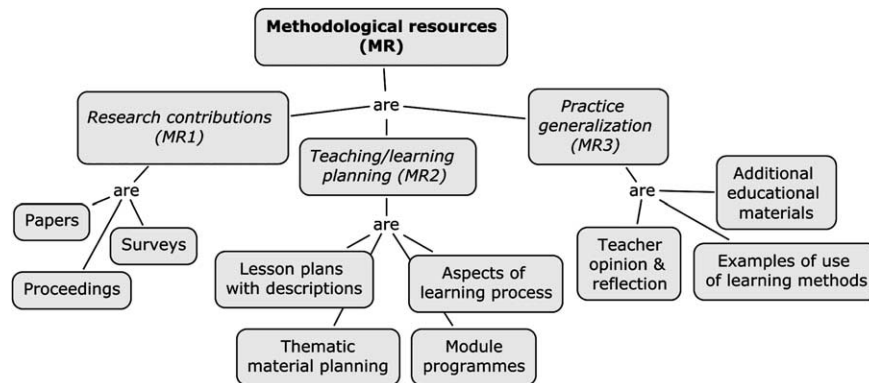 Methodological resources
(MR)
are
Research contributions
(MR1)
Teaching/learning
planning (MR2)
Practice
generalization
(MR3)
are
Papers
Surveys
Proceedings
are
Lesson plans
with descriptions
Aspects of
learning process
Thematic
material planning
Module
programmes
are
Additional
educational
materials
Teacher
opinion &
reflection
Examples of use
of learning methods